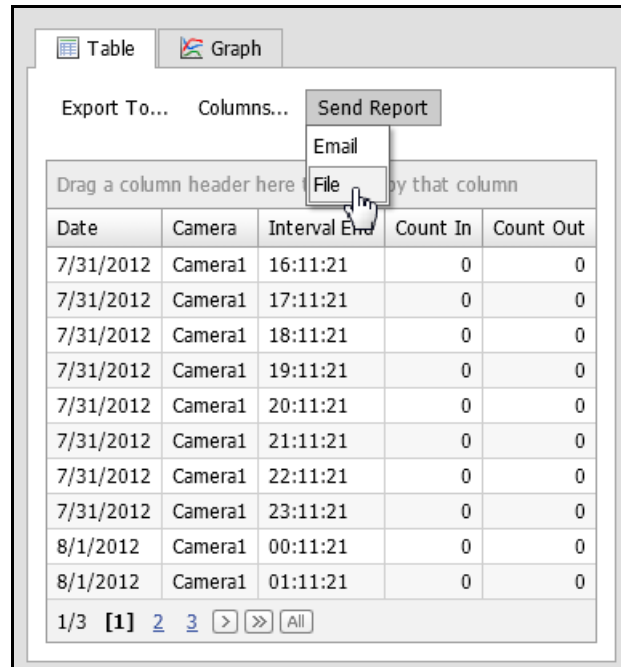 Table Graph
Export To... Columns... Send Report
Email
File
Drag a column header here by that column
Date Camera Interval End Count In Count Out
7/31/2012 Camera1 16:11:21 0 0
7/31/2012 Camera1 17:11:21 0 0
7/31/2012 Camera1 18:11:21 0 0
7/31/2012 Camera1 19:11:21 0 0
7/31/2012 Camera1 20:11:21 0 0
7/31/2012 Camera1 21:11:21 0 0
7/31/2012 Camera1 22:11:21 0 0
7/31/2012 Camera1 23:11:21 0 0
8/1/2012 Camera1 00:11:21 0 0
8/1/2012 Camera1 01:11:21 0 0
1/3 [1] 2 3 > >> All